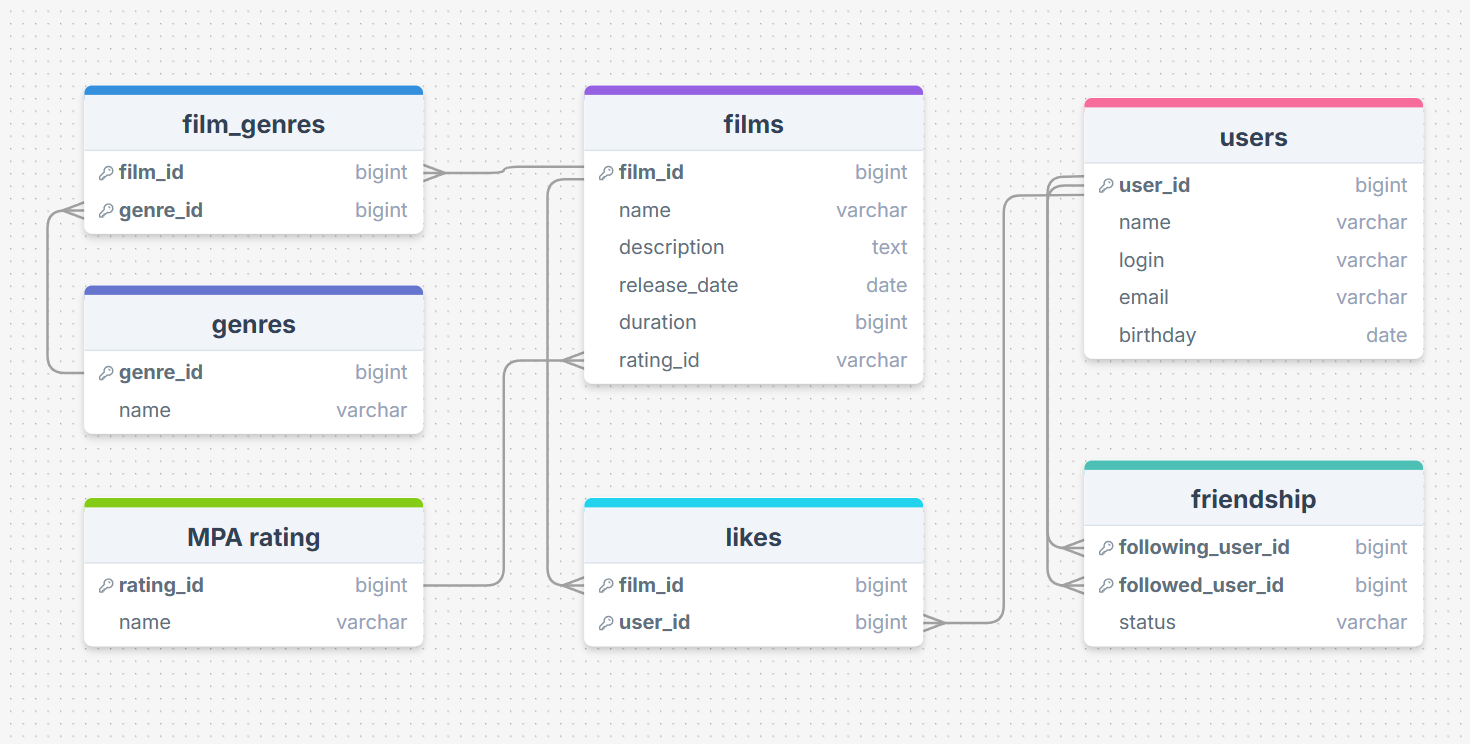 film_genres
film_id bigint
genre_id bigint
genres
genre_id bigint
name varchar
MPA rating
rating_id bigint
name varchar
films
film_id bigint
name varchar
description text
release_date date
duration bigint
rating_id varchar
likes
film_id bigint
user_id bigint
users
user_id bigint
name varchar
login varchar
email varchar
birthday date
friendship
following_user_id bigint
followed_user_id bigint
status varchar